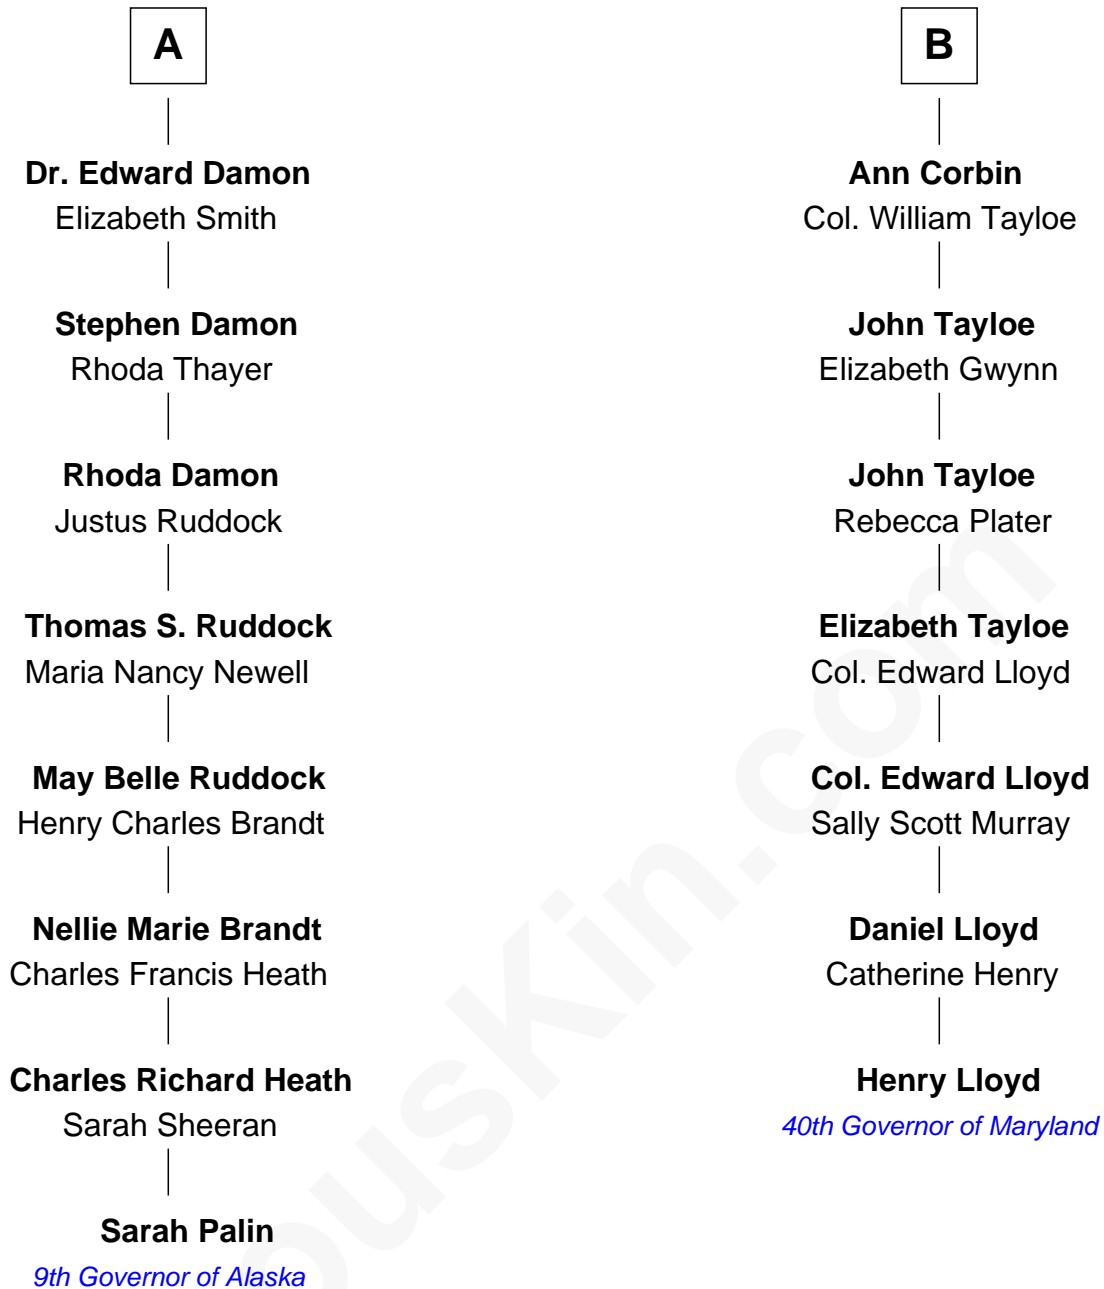 A
Dr. Edward Damon
Elizabeth Smith
Stephen Damon
Rhoda Thayer
Rhoda Damon
Justus Ruddock
Thomas S. Ruddock
Maria Nancy Newell
May Belle Ruddock
Henry Charles Brandt
Nellie Marie Brandt
Charles Francis Heath
Charles Richard Heath
Sarah Sheeran
Sarah Palin
9th Governor of Alaska
B
Ann Corbin
Col. William Tayloe
John Tayloe
Elizabeth Gwynn
John Tayloe
Rebecca Plater
Elizabeth Tayloe
Col. Edward Lloyd
Col. Edward Lloyd
Sally Scott Murray
Daniel Lloyd
Catherine Henry
Henry Lloyd
40th Governor of Maryland
ousKin.com